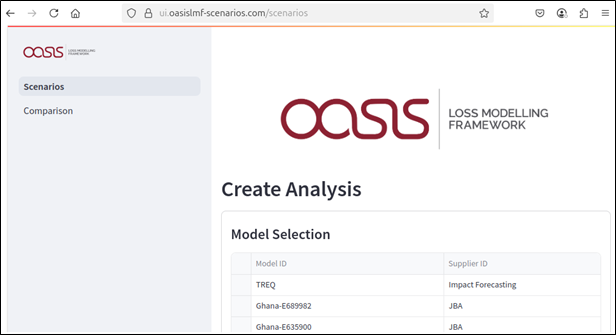 ui.oasislmf-scenarios.com/scenarios
OASIS LOSS MODELLING FRAMEWORK
Scenarios
Comparison
OASIS LOSS MODELLING
FRAMEWORK
Create Analysis
Model Selection
Model ID Supplier ID
TREQ Impact Forecasting
Ghana-E689982 JBA
Ghana-E635900 JBA